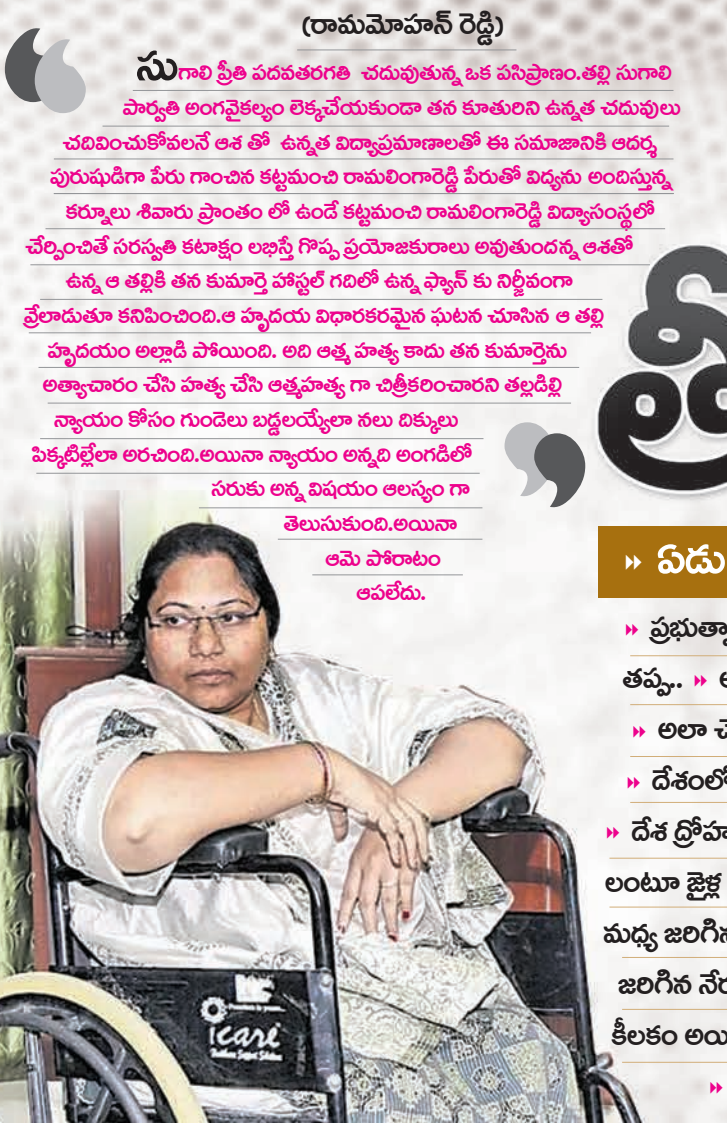 (రామమోహన్ రెడ్డి)
సుగాలి ప్రీతి పదవతరగతి చదువుతున్న ఒక పసిప్రాణం.తల్లి సుగాలి
పార్వతి అంగవైకల్యం లెక్కచేయకుండా తన కూతురిని ఉన్నత చదువులు
చదివించుకోవలనే ఆశ తో ఉన్నత విద్యాప్రమాణాలతో ఈ సమాజానికి ఆదర్శ
పురుషుడిగా పేరు గాంచిన కట్టమంచి రామలింగారెడ్డి పేరుతో విద్యను అందిస్తున్న
కర్నూలు శివారు ప్రాంతం లో ఉండే కట్టమంచి రామలింగారెడ్డి విద్యాసంస్థలో
చేర్పించితే సరస్వతి కటాక్షం లభిస్తే గొప్ప ప్రయోజకురాలు అవుతుందన్న ఆశతో
ఉన్న ఆ తల్లికి తన కుమార్తె హాస్టల్ గదిలో ఉన్న ఫ్యాన్ కు నిర్జీవంగా
వ్రేలాడుతూ కనిపించింది.ఆ హృదయ విధారకరమైన ఘటన చూసిన ఆ తల్లి
హృదయం అల్లాడి పోయింది. అది ఆత్మ హత్య కాదు తన కుమార్తెను
అత్యాచారం చేసి హత్య చేసి ఆత్మహత్య గా చిత్రీకరించారని తల్లడిల్లి
న్యాయం కోసం గుండెలు బడ్డలయ్యేలా నలు దిక్కులు
పిక్కటిల్లేలా అరచింది.అయినా న్యాయం అన్నది అంగడిలో
సరుకు అన్న విషయం ఆలస్యం గా
తెలుసుకుంది.అయినా
ఆమె పోరాటం
ఆపలేదు.
తీ
ఏడు
ప్రభుత్వా
తప్ప..
అలా చె
దేశంలో
దేశ ద్రోహ
లంటూ జైళ్ల
మధ్య జరిగిన
జరిగిన నేర
కీలకం అయి
icare